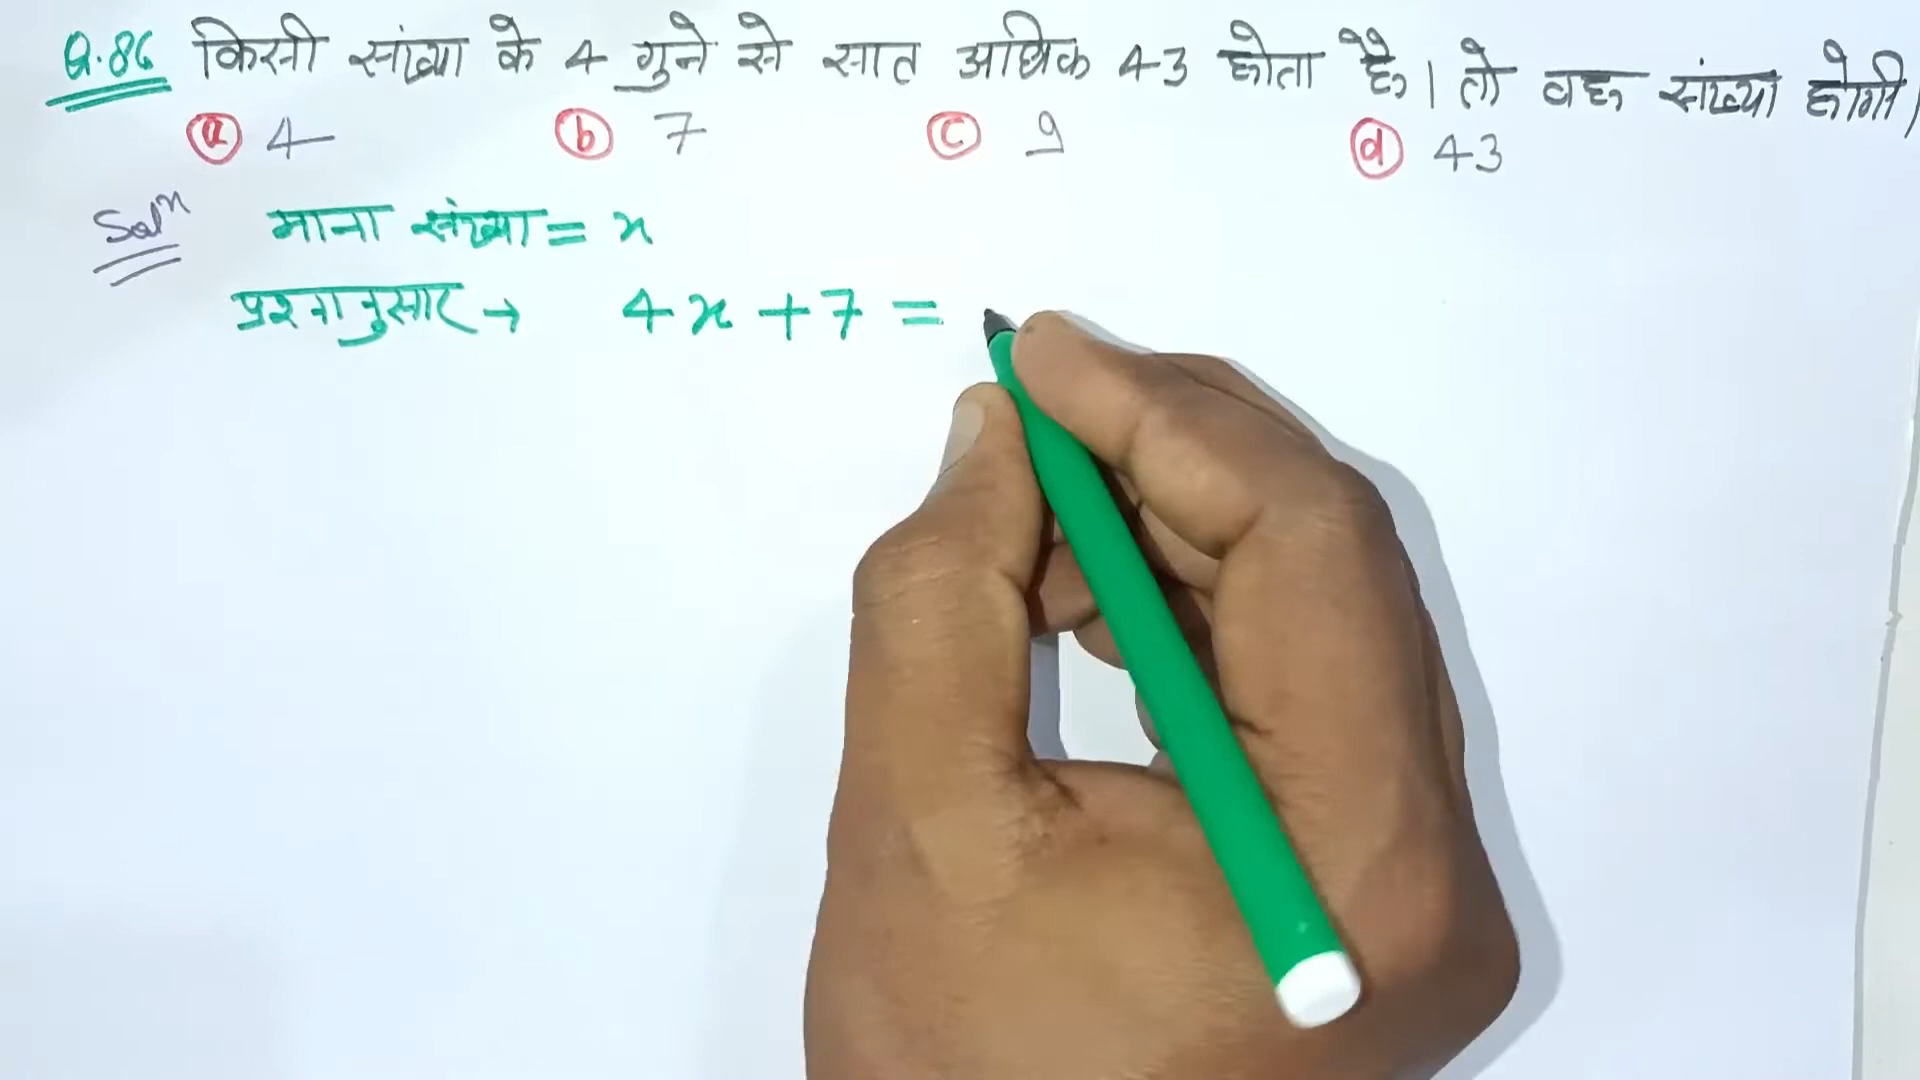 Q.86 किसी संख्या के 4 गुने से सात अधिक 43 होता है। तो वह संख्या होगी।
(a) 4 (b) 7 (c) 9 (d) 43
Solⁿ माना संख्या = x
प्रश्नानुसार → 4x + 7 =